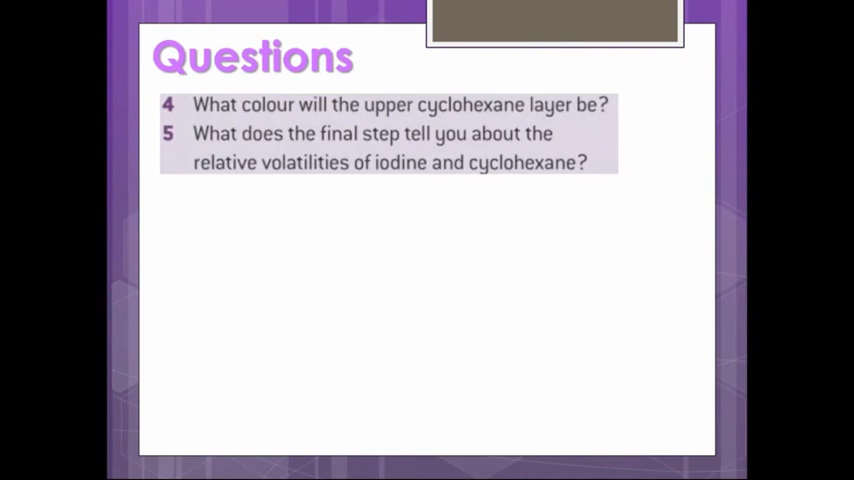 Questions
4 What colour will the upper cyclohexane layer be?
5 What does the final step tell you about the
relative volatilities of iodine and cyclohexane?